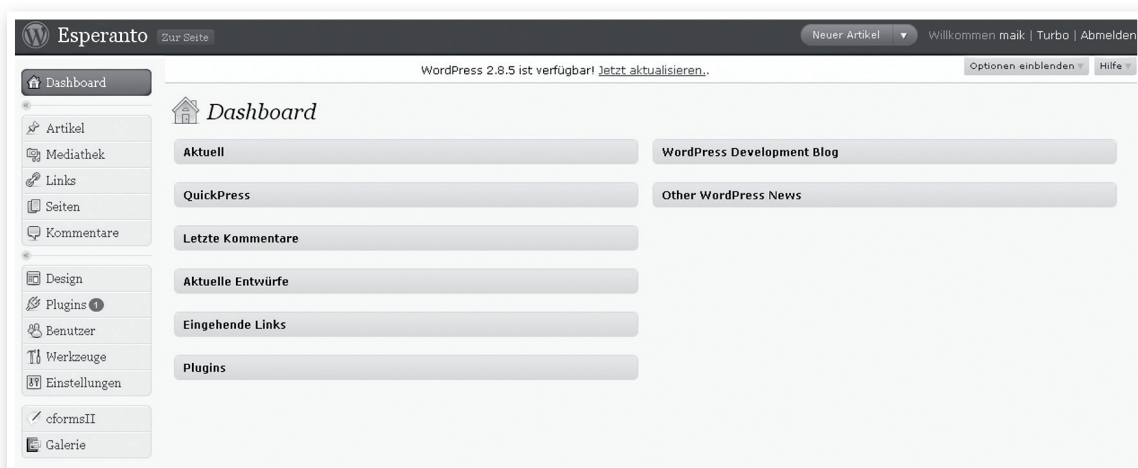 Esperanto Zur Seite Neuer Artikel Willkommen maik | Turbo | Abmelden
WordPress 2.8.5 ist verfügbar! Jetzt aktualisieren..
Optionen einblenden Hilfe
Dashboard
Artikel
Mediathek
Links
Seiten
Kommentare
Design
Plugins 1
Benutzer
Werkzeuge
Einstellungen
cformsII
Galerie
Dashboard
Aktuell
QuickPress
Letzte Kommentare
Aktuelle Entwürfe
Eingehende Links
Plugins
WordPress Development Blog
Other WordPress News